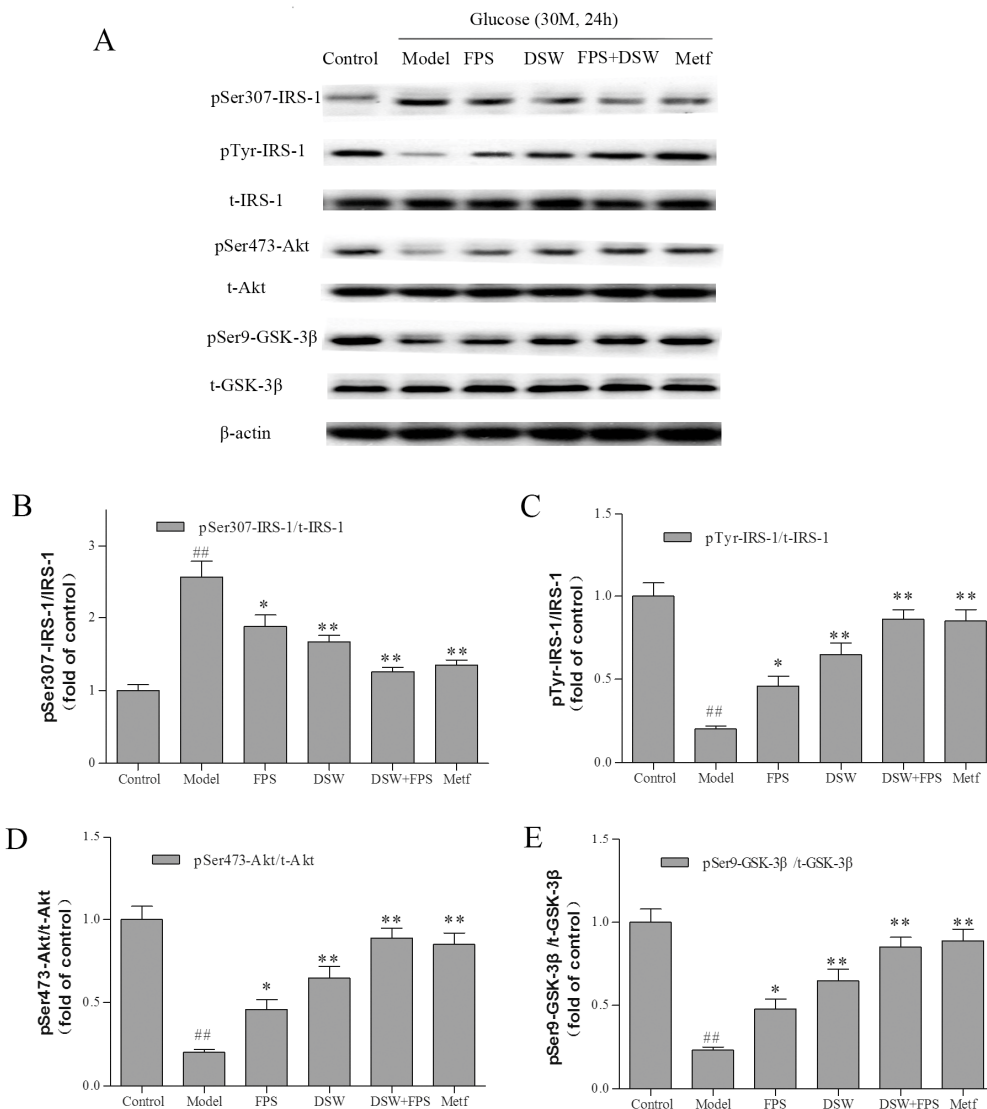 A
Glucose (30M, 24h)
Control Model FPS DSW FPS+DSW Metf
pSer307-IRS-1
pTyr-IRS-1
t-IRS-1
pSer473-Akt
t-Akt
pSer9-GSK-3β
t-GSK-3β
β-actin
B
pSer307-IRS-1/IRS-1
(fold of control)
pSer307-IRS-1/t-IRS-1
3
2
1
0
##
*
**
**
**
Control Model FPS DSW DSW+FPS Metf
C
pTyr-IRS-1/IRS-1
(fold of control)
pTyr-IRS-1/t-IRS-1
1.5
1.0
0.5
0.0
##
*
**
**
**
Control Model FPS DSW DSW+FPS Metf
D
pSer473-Akt/t-Akt
(fold of control)
pSer473-Akt/t-Akt
1.5
1.0
0.5
0.0
##
*
**
**
**
Control Model FPS DSW DSW+FPS Metf
E
pSer9-GSK-3β /t-GSK-3β
(fold of control)
pSer9-GSK-3β /t-GSK-3β
1.5
1.0
0.5
0.0
##
*
**
**
**
Control Model FPS DSW DSW+FPS Metf